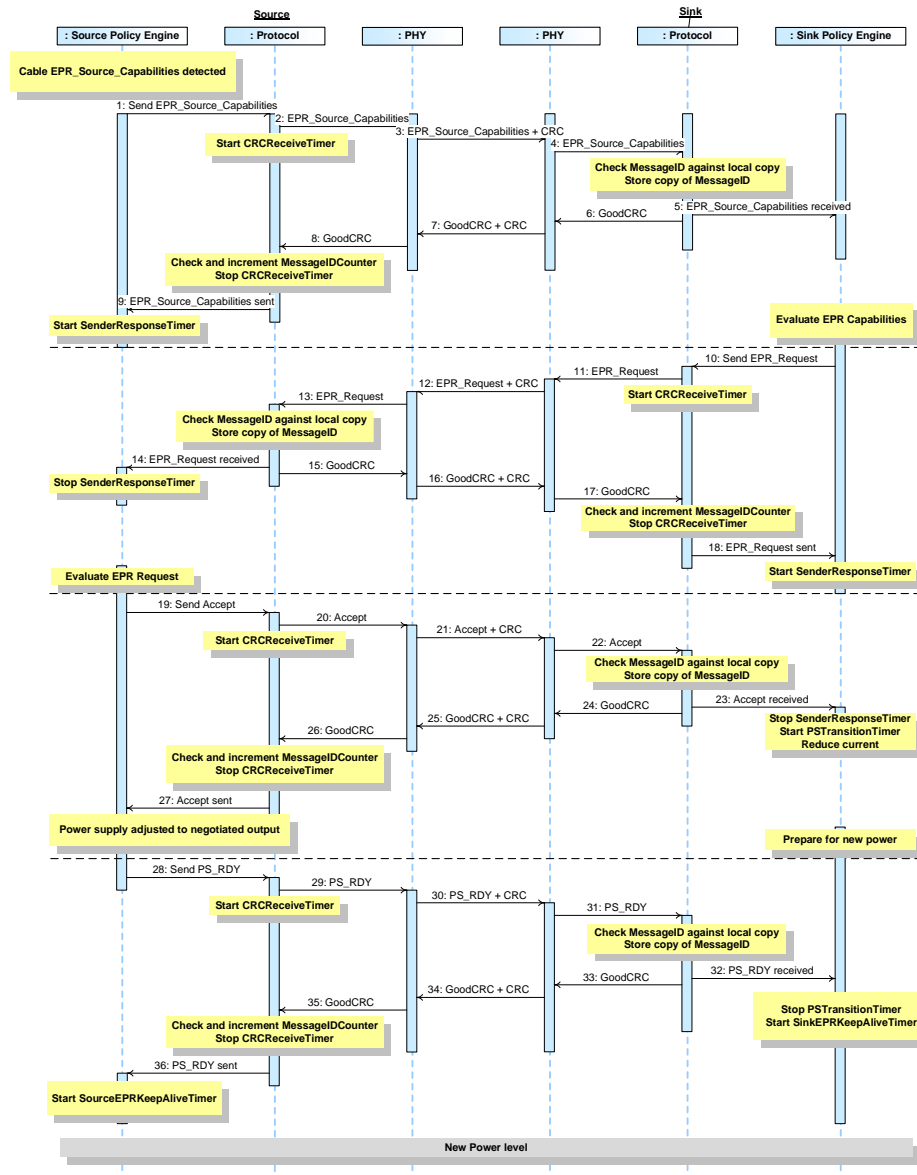 Source
Sink
: Source Policy Engine
: Protocol
: PHY
: PHY
: Protocol
: Sink Policy Engine
Cable EPR_Source_Capabilities detected
1: Send EPR_Source_Capabilities
2: EPR_Source_Capabilities
Start CRCReceiveTimer
3: EPR_Source_Capabilities + CRC
4: EPR_Source_Capabilities
Check MessageID against local copy
Store copy of MessageID
5: EPR_Source_Capabilities received
6: GoodCRC
7: GoodCRC + CRC
8: GoodCRC
Check and increment MessageIDCounter
Stop CRCReceiveTimer
9: EPR_Source_Capabilities sent
Start SenderResponseTimer
Evaluate EPR Capabilities
10: Send EPR_Request
11: EPR_Request
Start CRCReceiveTimer
12: EPR_Request + CRC
13: EPR_Request
Check MessageID against local copy
Store copy of MessageID
14: EPR_Request received
Stop SenderResponseTimer
15: GoodCRC
16: GoodCRC + CRC
17: GoodCRC
Check and increment MessageIDCounter
Stop CRCReceiveTimer
18: EPR_Request sent
Start SenderResponseTimer
Evaluate EPR Request
19: Send Accept
20: Accept
Start CRCReceiveTimer
21: Accept + CRC
22: Accept
Check MessageID against local copy
Store copy of MessageID
23: Accept received
Stop SenderResponseTimer
Start PSTransitionTimer
Reduce current
24: GoodCRC
25: GoodCRC + CRC
26: GoodCRC
Check and increment MessageIDCounter
Stop CRCReceiveTimer
27: Accept sent
Power supply adjusted to negotiated output
Prepare for new power
28: Send PS_RDY
29: PS_RDY
Start CRCReceiveTimer
30: PS_RDY + CRC
31: PS_RDY
Check MessageID against local copy
Store copy of MessageID
32: PS_RDY received
33: GoodCRC
34: GoodCRC + CRC
35: GoodCRC
Stop PSTransitionTimer
Start SinkEPRKeepAliveTimer
Check and increment MessageIDCounter
Stop CRCReceiveTimer
36: PS_RDY sent
Start SourceEPRKeepAliveTimer
New Power level